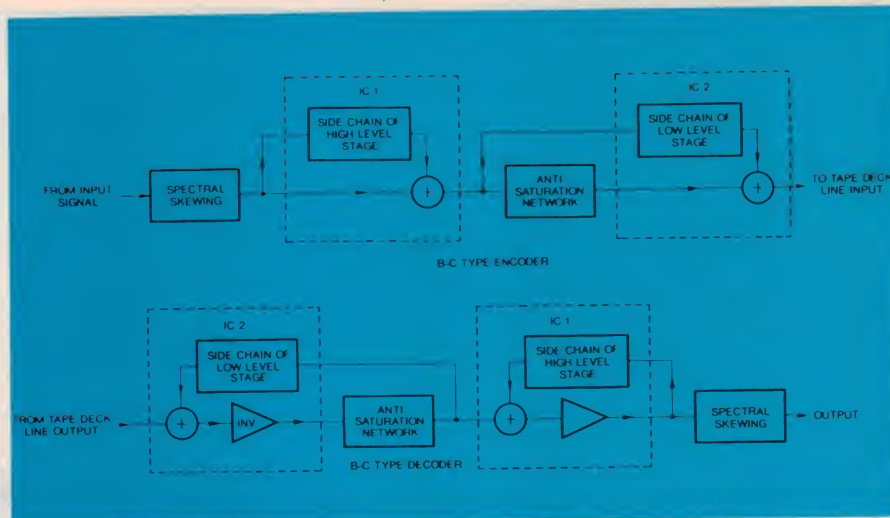 IC 1
SIDE CHAIN OF
HIGH LEVEL
STAGE
IC 2
SIDE CHAIN OF
LOW LEVEL
STAGE
FROM INPUT
SIGNAL
SPECTRAL
SKEWING
+
ANTI
SATURATION
NETWORK
+
TO TAPE DECK
LINE INPUT
B-C TYPE ENCODER
IC 2
SIDE CHAIN OF
LOW LEVEL
STAGE
IC 1
SIDE CHAIN OF
HIGH LEVEL
STAGE
FROM TAPE DECK
LINE OUTPUT
+
INV
ANTI
SATURATION
NETWORK
+
SPECTRAL
SKEWING
OUTPUT
B-C TYPE DECODER